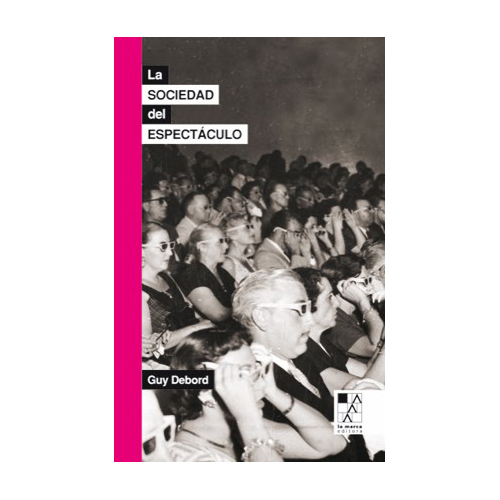 La
SOCIEDAD
del
ESPECTÁCULO
Guy Debord
la marca
editora